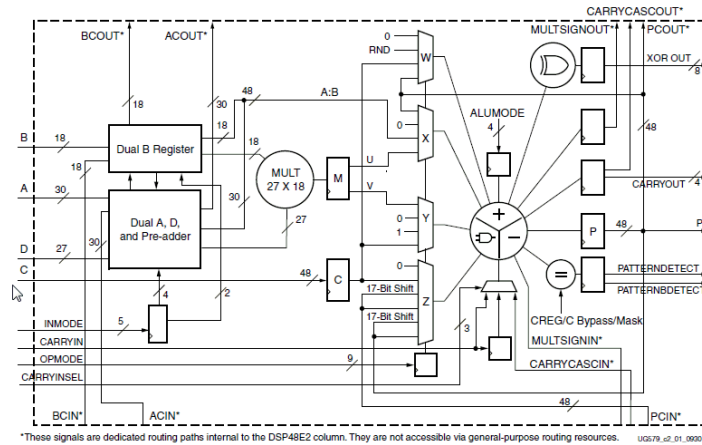 CARRYCASCOUT*
BCOUT* ACOUT* MULTSIGNOUT* PCOUT*
0
RND
W
XOR OUT
8
18 30 48 A:B
18 18
ALUMODE
4
0
X
48
B 18
Dual B Register
18
MULT
27 X 18
M
U
V
A 30
CARRYOUT
4
Dual A, D,
and Pre-adder
30
27
0
1
Y
P
48
P
D 27
30
C
48
C
0
17-Bit Shift
17-Bit Shift
Z
=
PATTERNDETECT
PATTERNBDETECT
4 2
3
CREG/C Bypass/Mask
INMODE 5
MULTSIGNIN*
CARRYIN
OPMODE 9
CARRYCASCIN*
CARRYINSEL
48
BCIN* ACIN* PCIN*
*These signals are dedicated routing paths internal to the DSP48E2 column. They are not accessible via general-purpose routing resources.
UG579_c2_01_0930